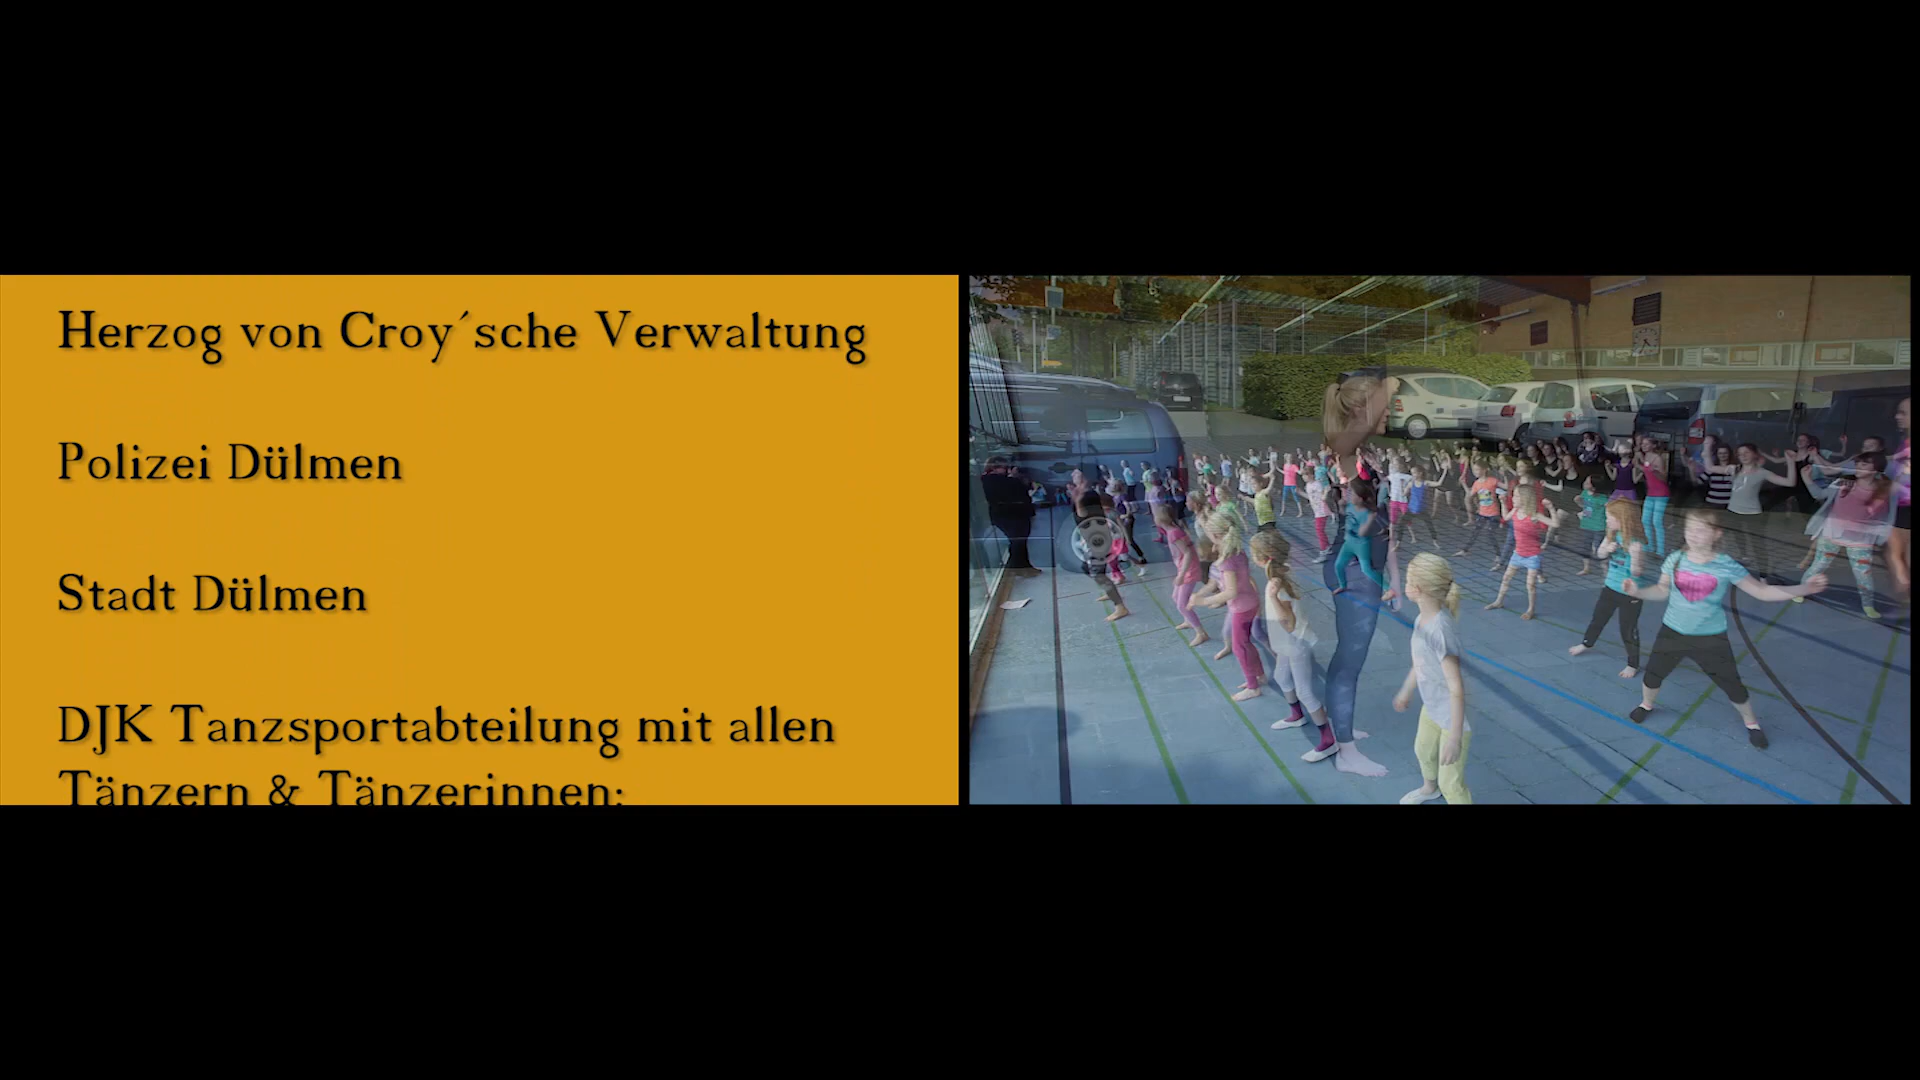 Herzog von Croy´sche Verwaltung
Polizei Dülmen
Stadt Dülmen
DJK Tanzsportabteilung mit allen
Tänzern & Tänzerinnen: